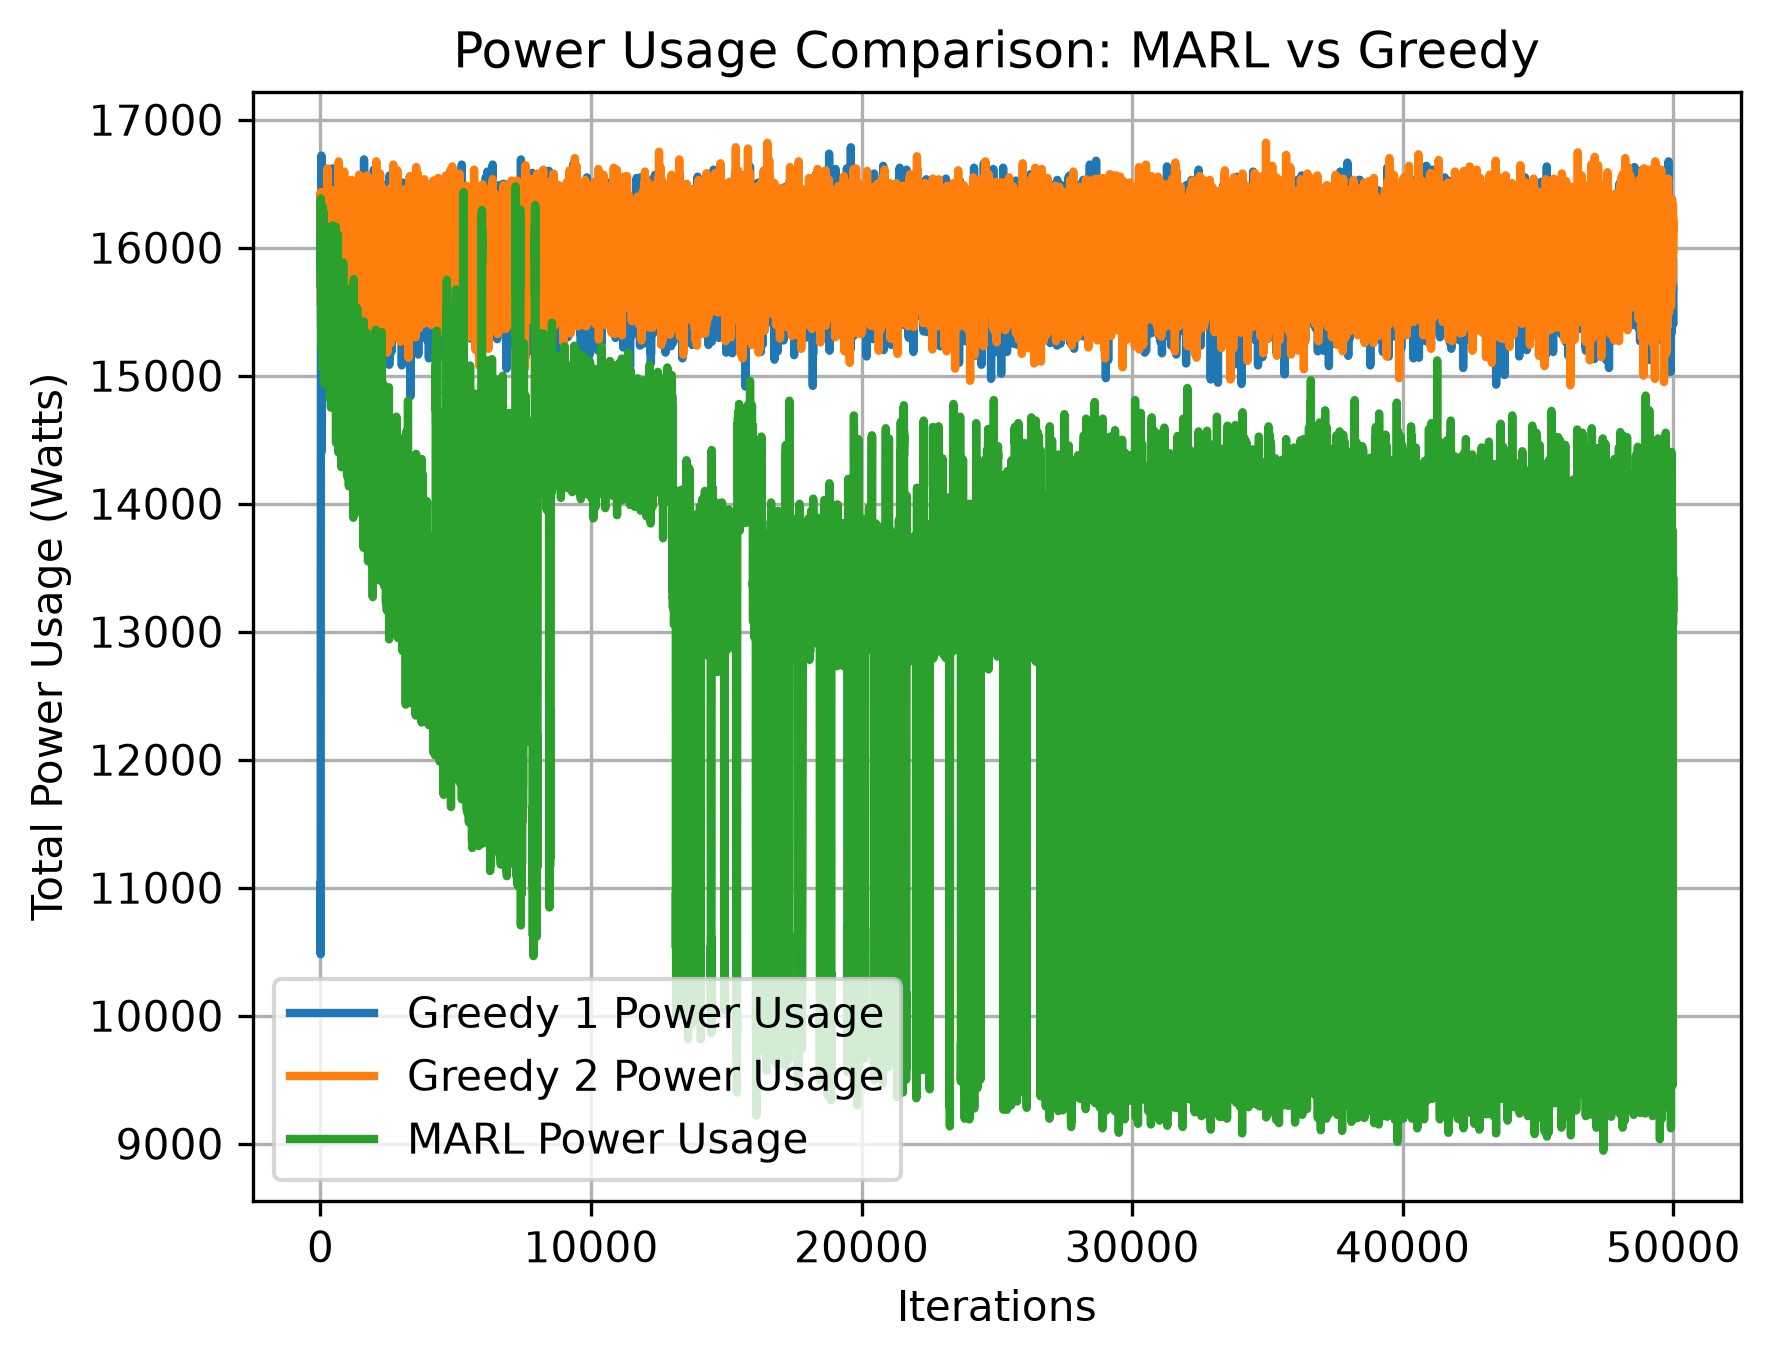 Power Usage Comparison: MARL vs Greedy
Total Power Usage (Watts)
17000
16000
15000
14000
13000
12000
11000
10000
9000
Greedy 1 Power Usage
Greedy 2 Power Usage
MARL Power Usage
0 10000 20000 30000 40000 50000
Iterations